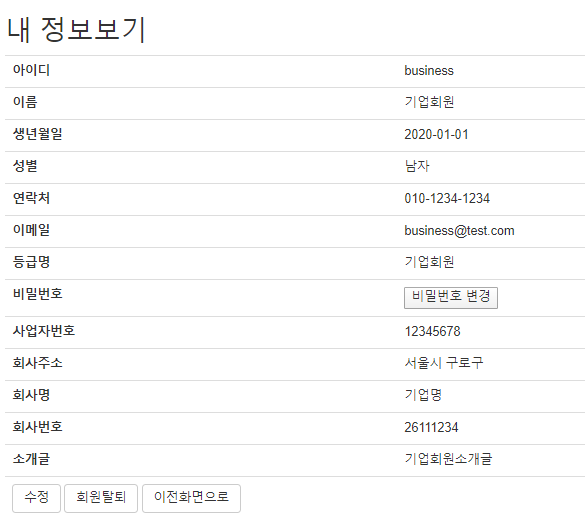 내 정보보기
아이디 business
이름 기업회원
생년월일 2020-01-01
성별 남자
연락처 010-1234-1234
이메일 business@test.com
등급명 기업회원
비밀번호 비밀번호 변경
사업자번호 12345678
회사주소 서울시 구로구
회사명 기업명
회사번호 26111234
소개글 기업회원소개글
수정 회원탈퇴 이전화면으로